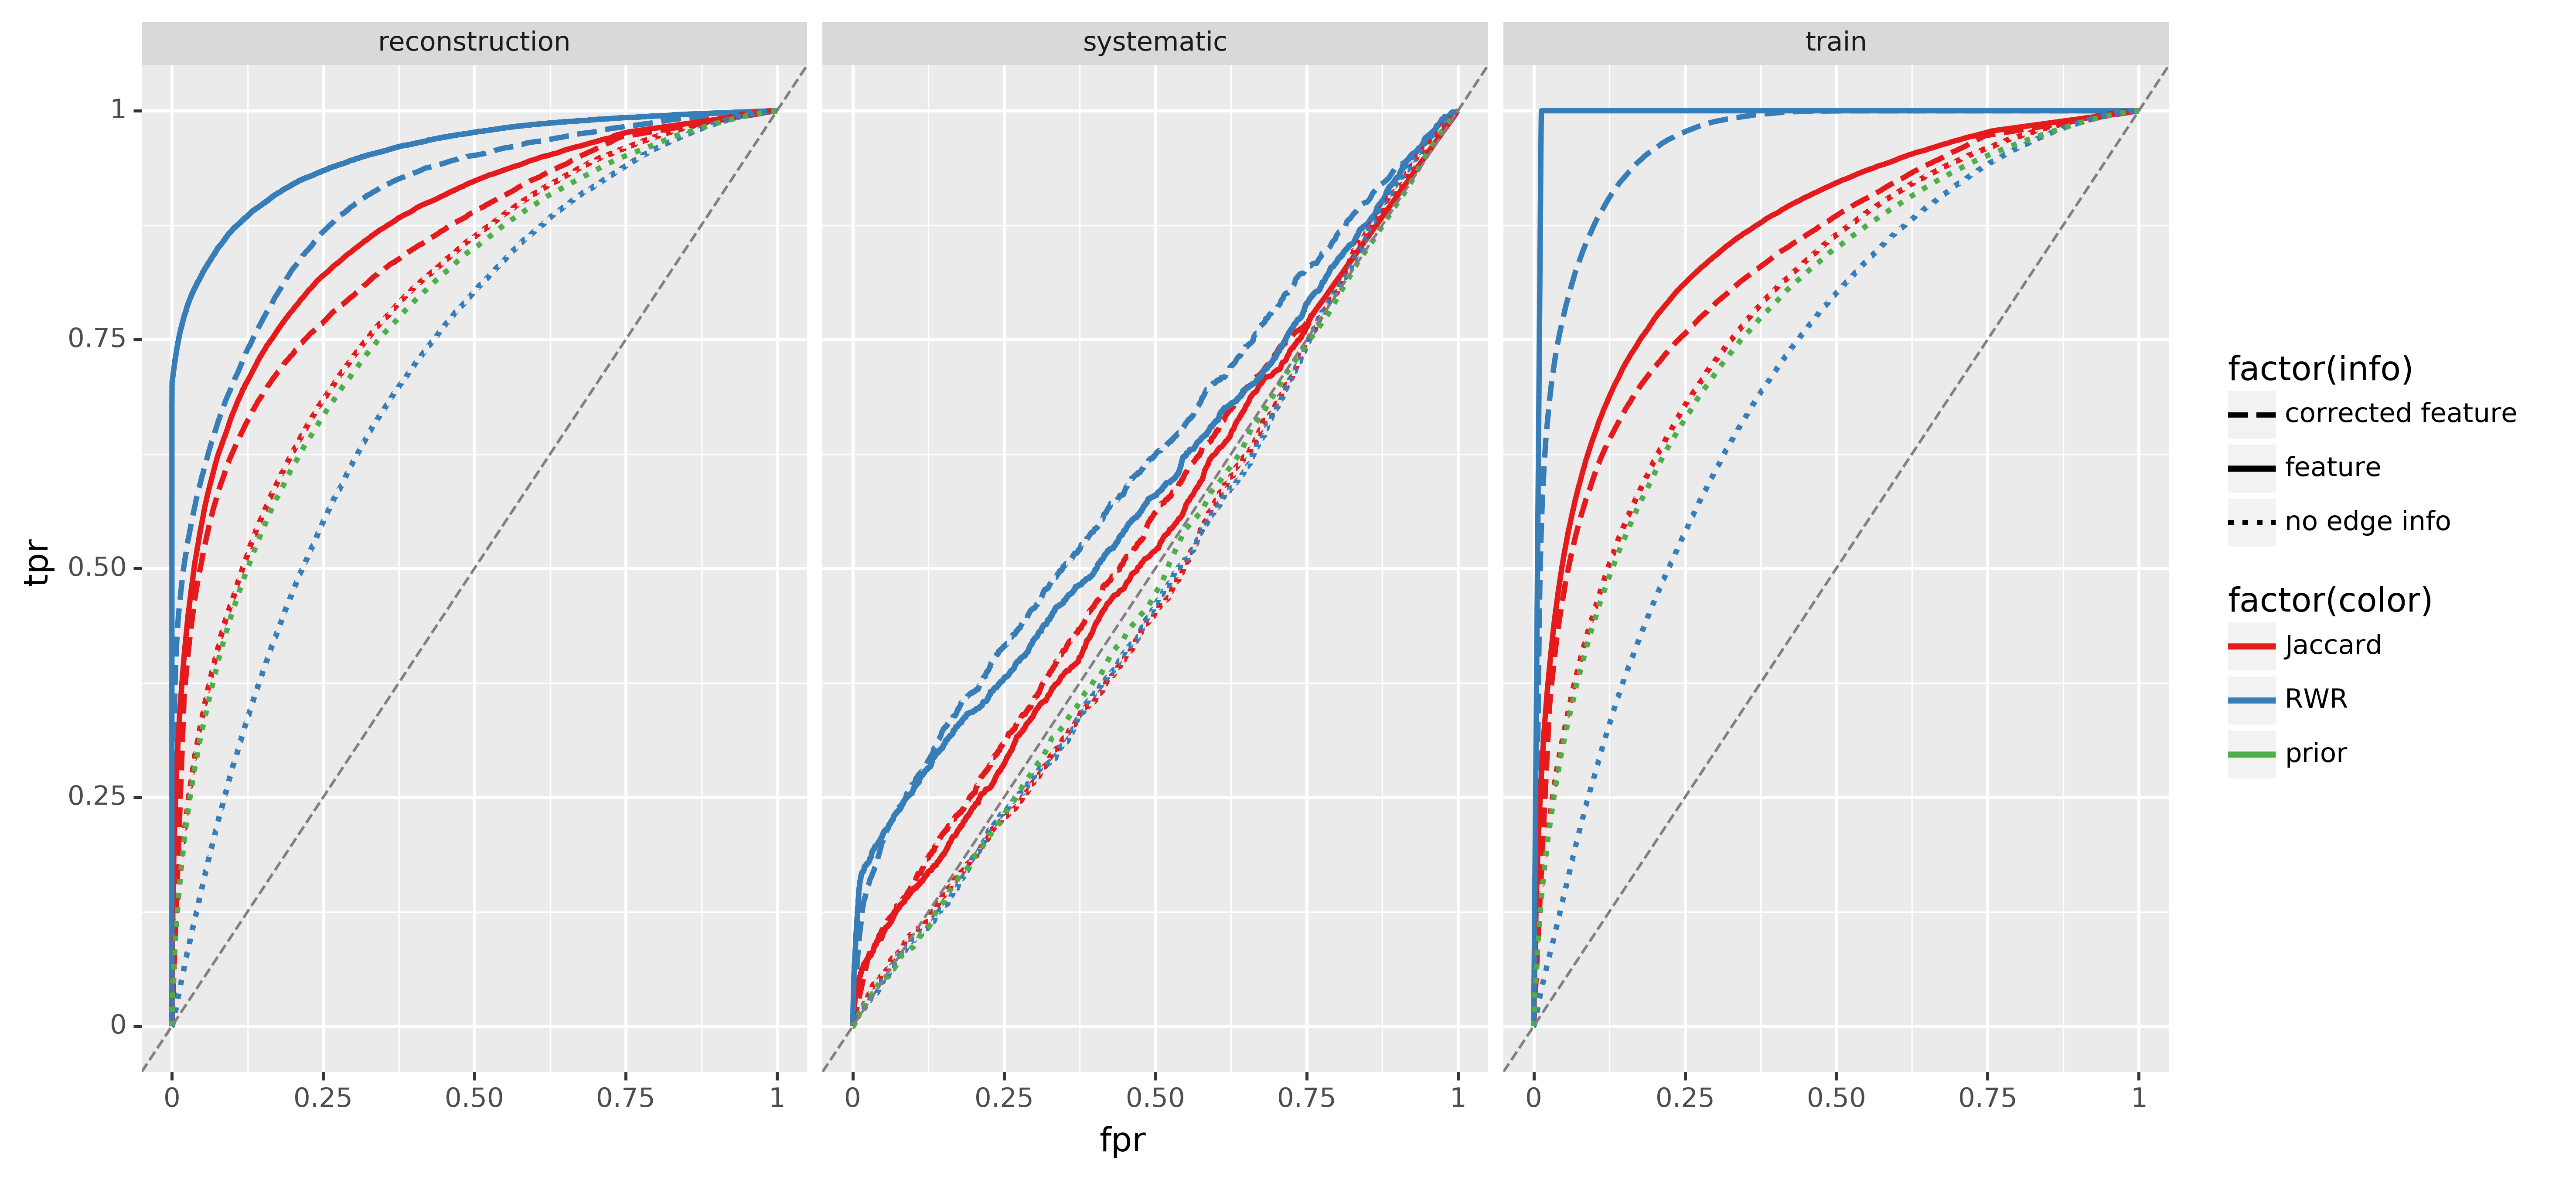 reconstruction
systematic
train
1
0.75
0.50
0.25
0
tpr
0 0.25 0.50 0.75 1
0 0.25 0.50 0.75 1
0 0.25 0.50 0.75 1
fpr
factor(info)
corrected feature
feature
no edge info
factor(color)
Jaccard
RWR
prior